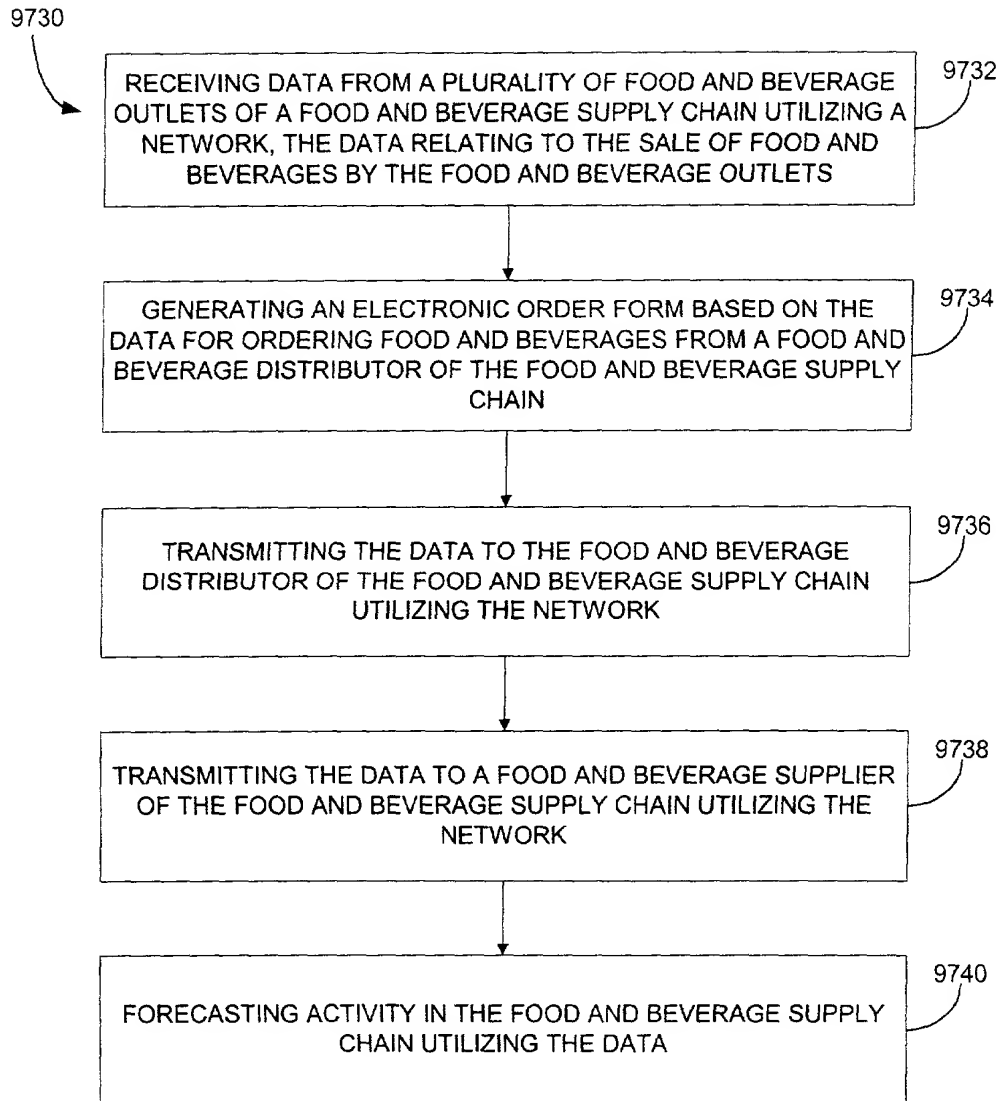 9730
RECEIVING DATA FROM A PLURALITY OF FOOD AND BEVERAGE
OUTLETS OF A FOOD AND BEVERAGE SUPPLY CHAIN UTILIZING A
NETWORK, THE DATA RELATING TO THE SALE OF FOOD AND
BEVERAGES BY THE FOOD AND BEVERAGE OUTLETS
9732
GENERATING AN ELECTRONIC ORDER FORM BASED ON THE
DATA FOR ORDERING FOOD AND BEVERAGES FROM A FOOD AND
BEVERAGE DISTRIBUTOR OF THE FOOD AND BEVERAGE SUPPLY
CHAIN
9734
TRANSMITTING THE DATA TO THE FOOD AND BEVERAGE
DISTRIBUTOR OF THE FOOD AND BEVERAGE SUPPLY CHAIN
UTILIZING THE NETWORK
9736
TRANSMITTING THE DATA TO A FOOD AND BEVERAGE SUPPLIER
OF THE FOOD AND BEVERAGE SUPPLY CHAIN UTILIZING THE
NETWORK
9738
FORECASTING ACTIVITY IN THE FOOD AND BEVERAGE SUPPLY
CHAIN UTILIZING THE DATA
9740